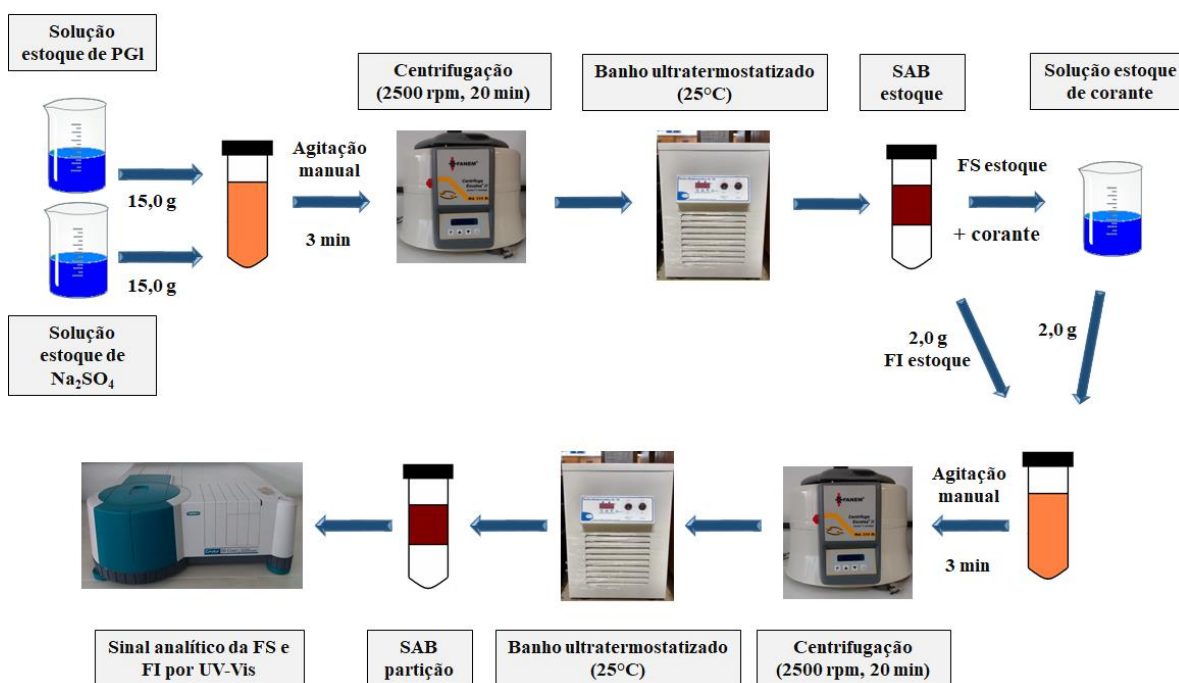 Solução
estoque de PGl
Centrifugação
(2500 rpm, 20 min)
Banho ultratermostatizado
(25°C)
SAB
estoque
Solução estoque
de corante
15,0 g
Agitação
manual
3 min
FANEM
FS estoque
+ corante
15,0 g
Solução
estoque de
Na₂SO₄
2,0 g
FI estoque
2,0 g
Agitação
manual
3 min
FANEM
Sinal analítico da FS e
FI por UV-Vis
SAB
partição
Banho ultratermostatizado
(25°C)
Centrifugação
(2500 rpm, 20 min)